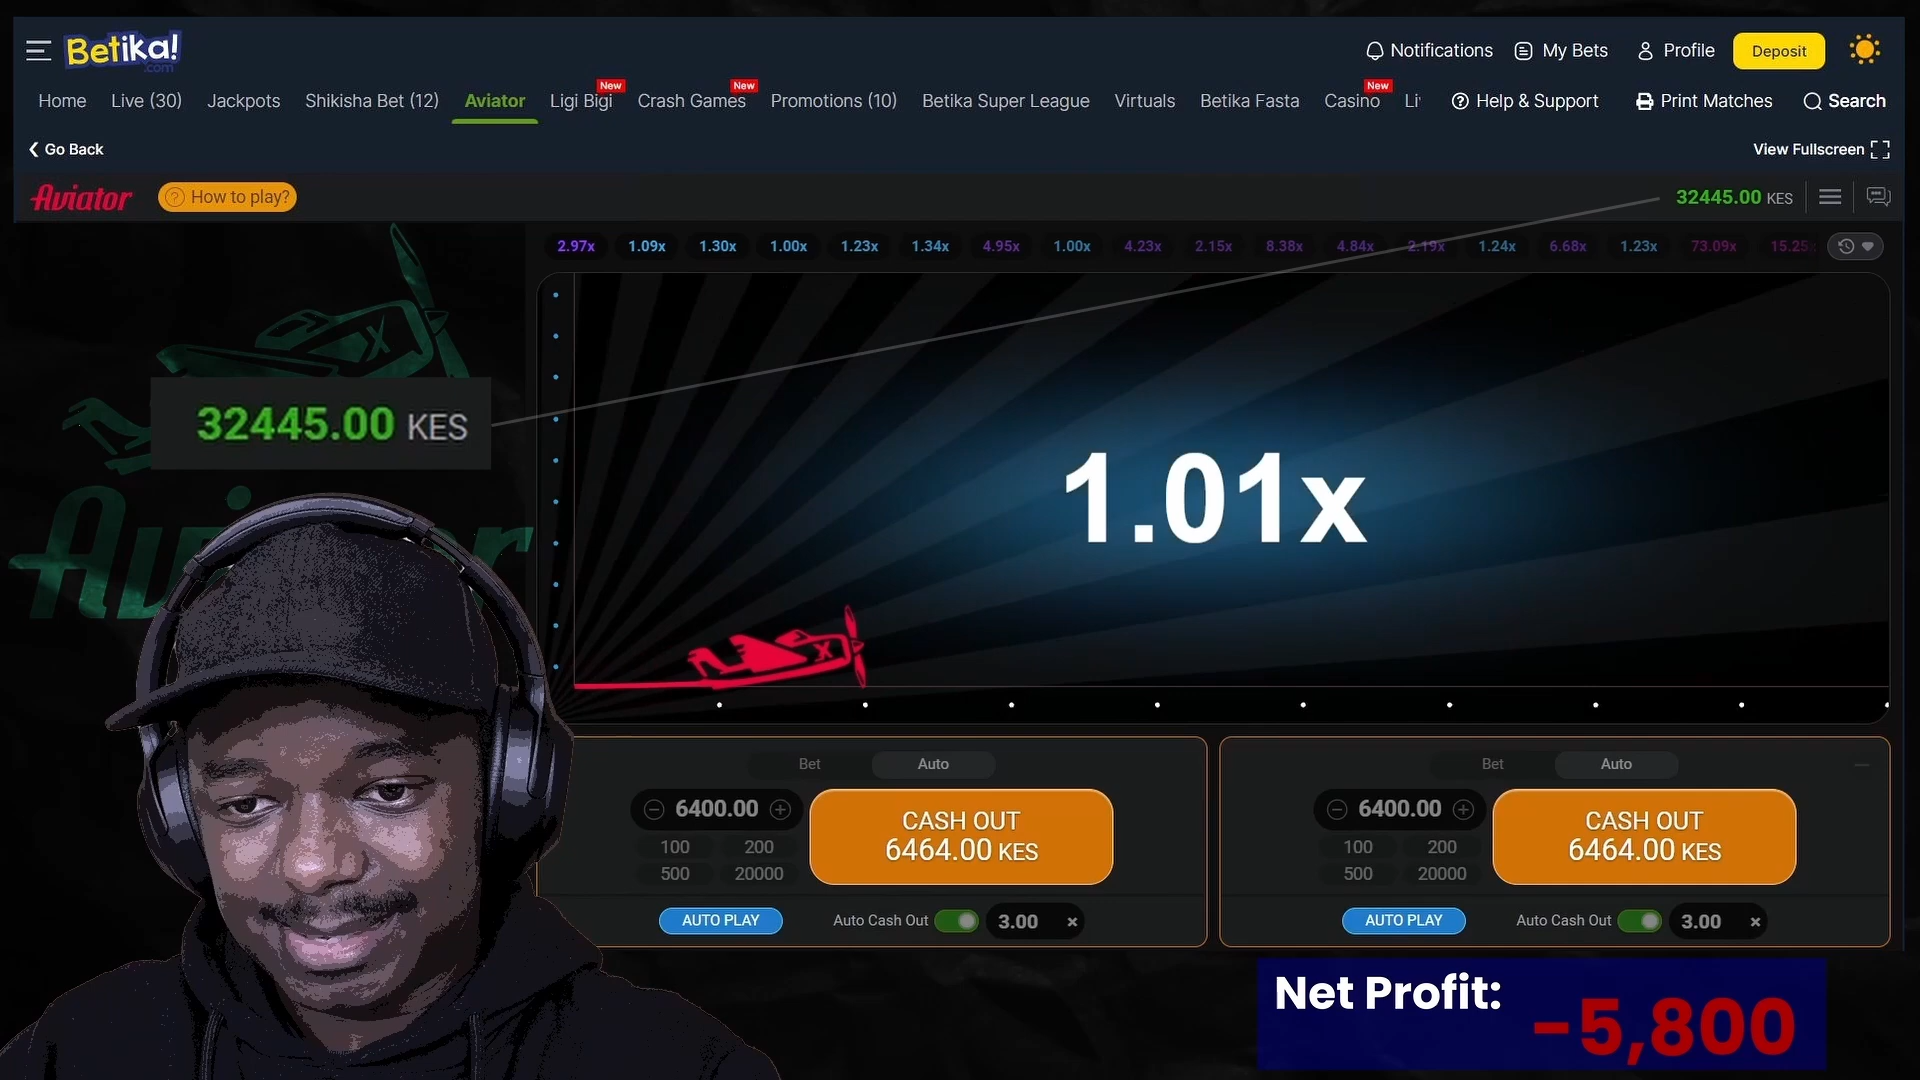 Betika!
.com
Notifications
My Bets
Profile
Deposit
Home
Live (30)
Jackpots
Shikisha Bet (12)
Aviator
Ligi Bigi
New
Crash Games
New
Promotions (10)
Betika Super League
Virtuals
Betika Fasta
Casino
New
Li
Help & Support
Print Matches
Search
Go Back
View Fullscreen
Aviator
? How to play?
32445.00 KES
2.97x 1.09x 1.30x 1.00x 1.23x 1.34x 4.95x 1.00x 4.23x 2.15x 8.38x 4.84x 2.19x 1.24x 6.68x 1.23x 73.09x 15.25
32445.00 KES
1.01x
X
Bet Auto
6400.00
100 200
500 20000
CASH OUT
6464.00 KES
AUTO PLAY
Auto Cash Out 3.00 ×
Bet Auto
6400.00
100 200
500 20000
CASH OUT
6464.00 KES
AUTO PLAY
Auto Cash Out 3.00 ×
Net Profit:
-5,800